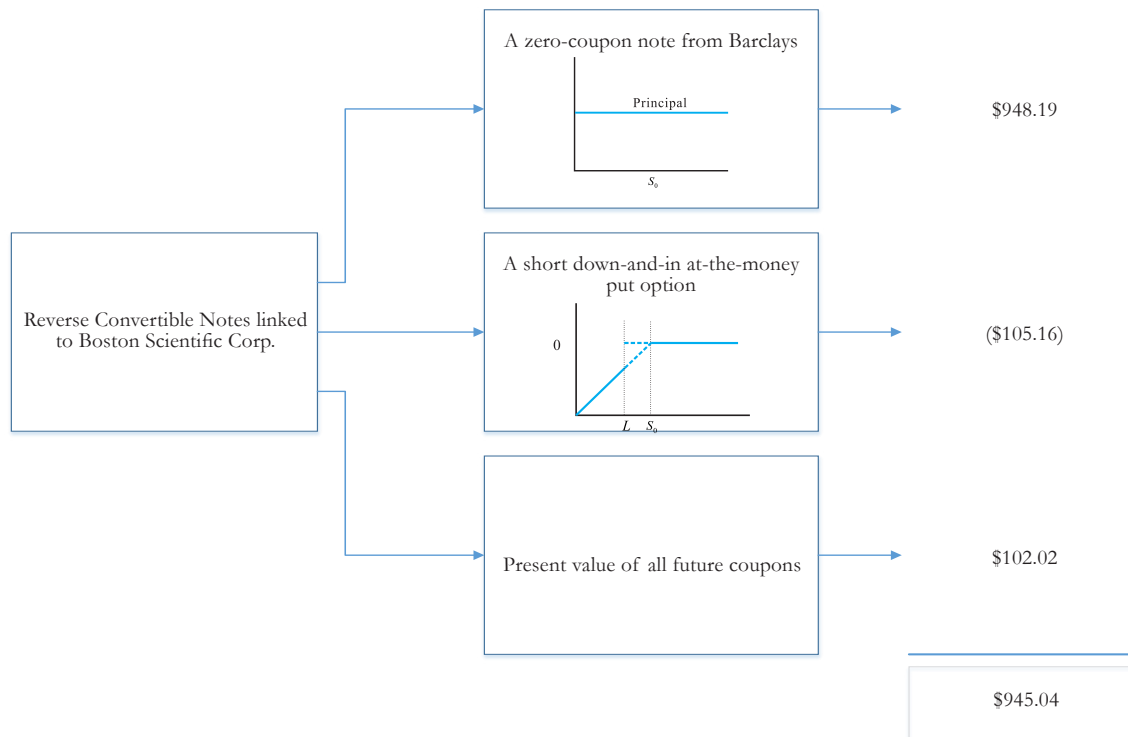 A zero-coupon note from Barclays
Principal
S₀
$948.19
Reverse Convertible Notes linked
to Boston Scientific Corp.
A short down-and-in at-the-money
put option
0
L S₀
($105.16)
Present value of all future coupons
$102.02
$945.04